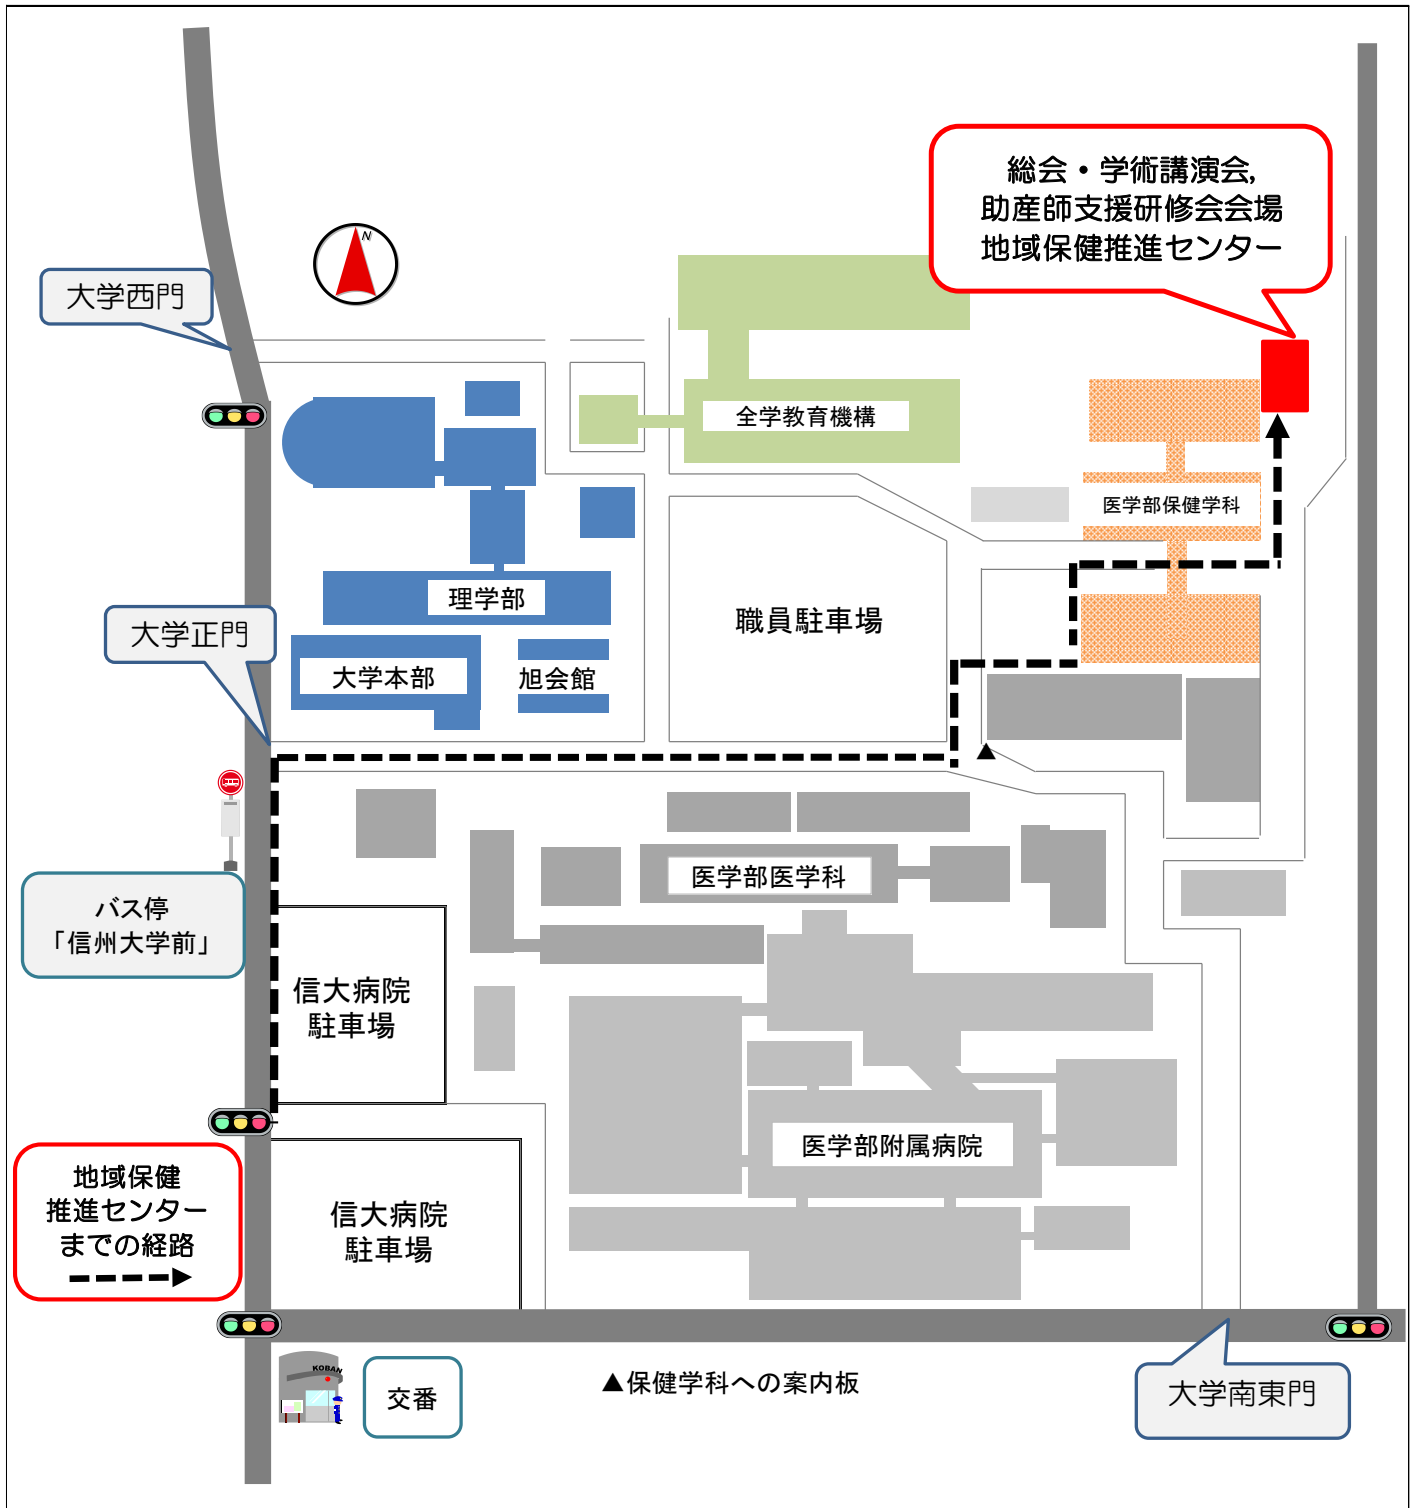 総会・学術講演会,
助産師支援研修会会場
地域保健推進センター
N
大学西門
全学教育機構
医学部保健学科
理学部
職員駐車場
大学正門
大学本部
旭会館
医学部医学科
バス停
「信州大学前」
信大病院
駐車場
医学部附属病院
地域保健
推進センター
までの経路
信大病院
駐車場
KOBAN
交番
▲保健学科への案内板
大学南東門